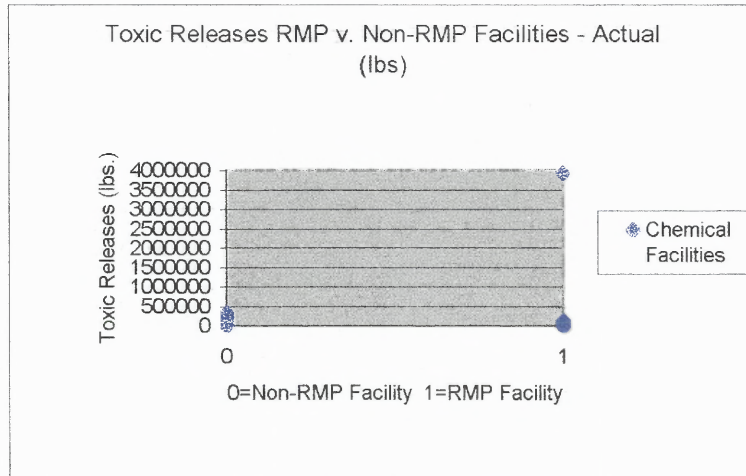 Toxic Releases RMP v. Non-RMP Facilities - Actual
(lbs)
Toxic Releases (lbs.)
4000000
3500000
3000000
2500000
2000000
1500000
1000000
500000
0
0
1
0=Non-RMP Facility 1=RMP Facility
Chemical
Facilities